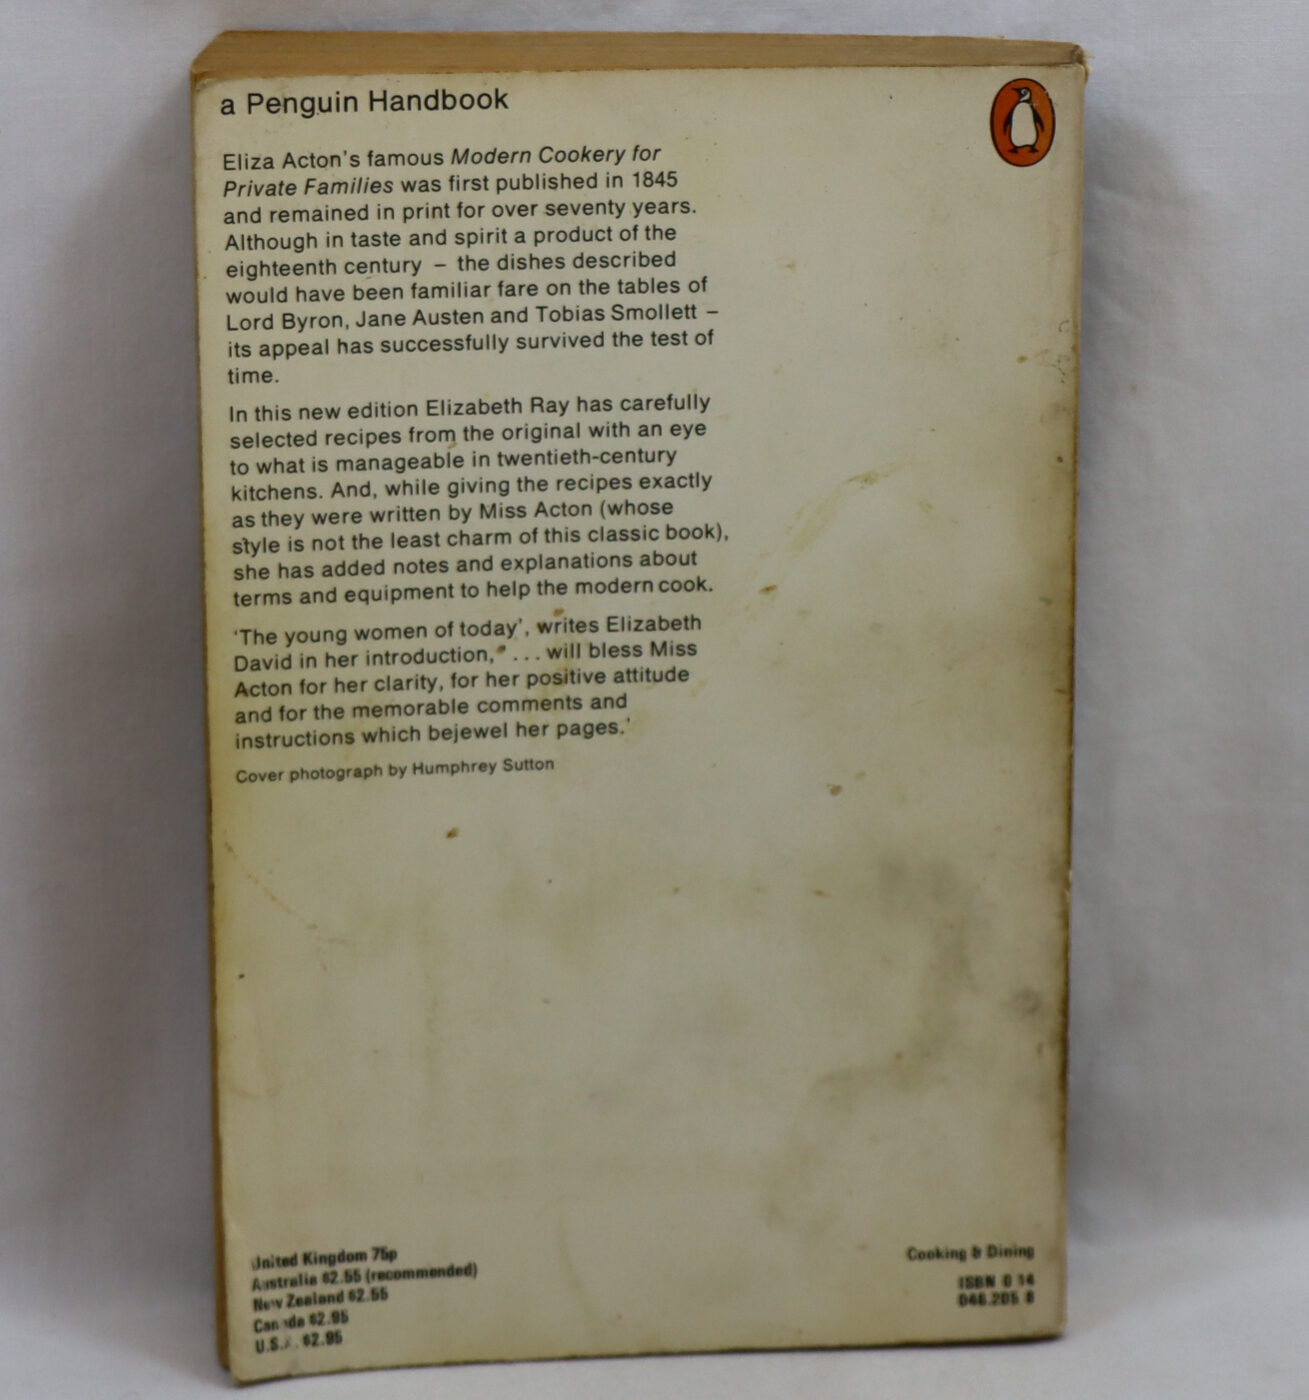 a Penguin Handbook
Eliza Acton's famous Modern Cookery for
Private Families was first published in 1845
and remained in print for over seventy years.
Although in taste and spirit a product of the
eighteenth century – the dishes described
would have been familiar fare on the tables of
Lord Byron, Jane Austen and Tobias Smollett –
its appeal has successfully survived the test of
time.
In this new edition Elizabeth Ray has carefully
selected recipes from the original with an eye
to what is manageable in twentieth-century
kitchens. And, while giving the recipes exactly
as they were written by Miss Acton (whose
style is not the least charm of this classic book),
she has added notes and explanations about
terms and equipment to help the modern cook.
'The young women of today', writes Elizabeth
David in her introduction, '... will bless Miss
Acton for her clarity, for her positive attitude
and for the memorable comments and
instructions which bejewel her pages.'
Cover photograph by Humphrey Sutton
United Kingdom 75p
Australia $2.55 (recommended)
New Zealand $2.55
Canada $2.95
U.S.A. $2.95
Cooking & Dining
ISBN 0 14
046.205 8